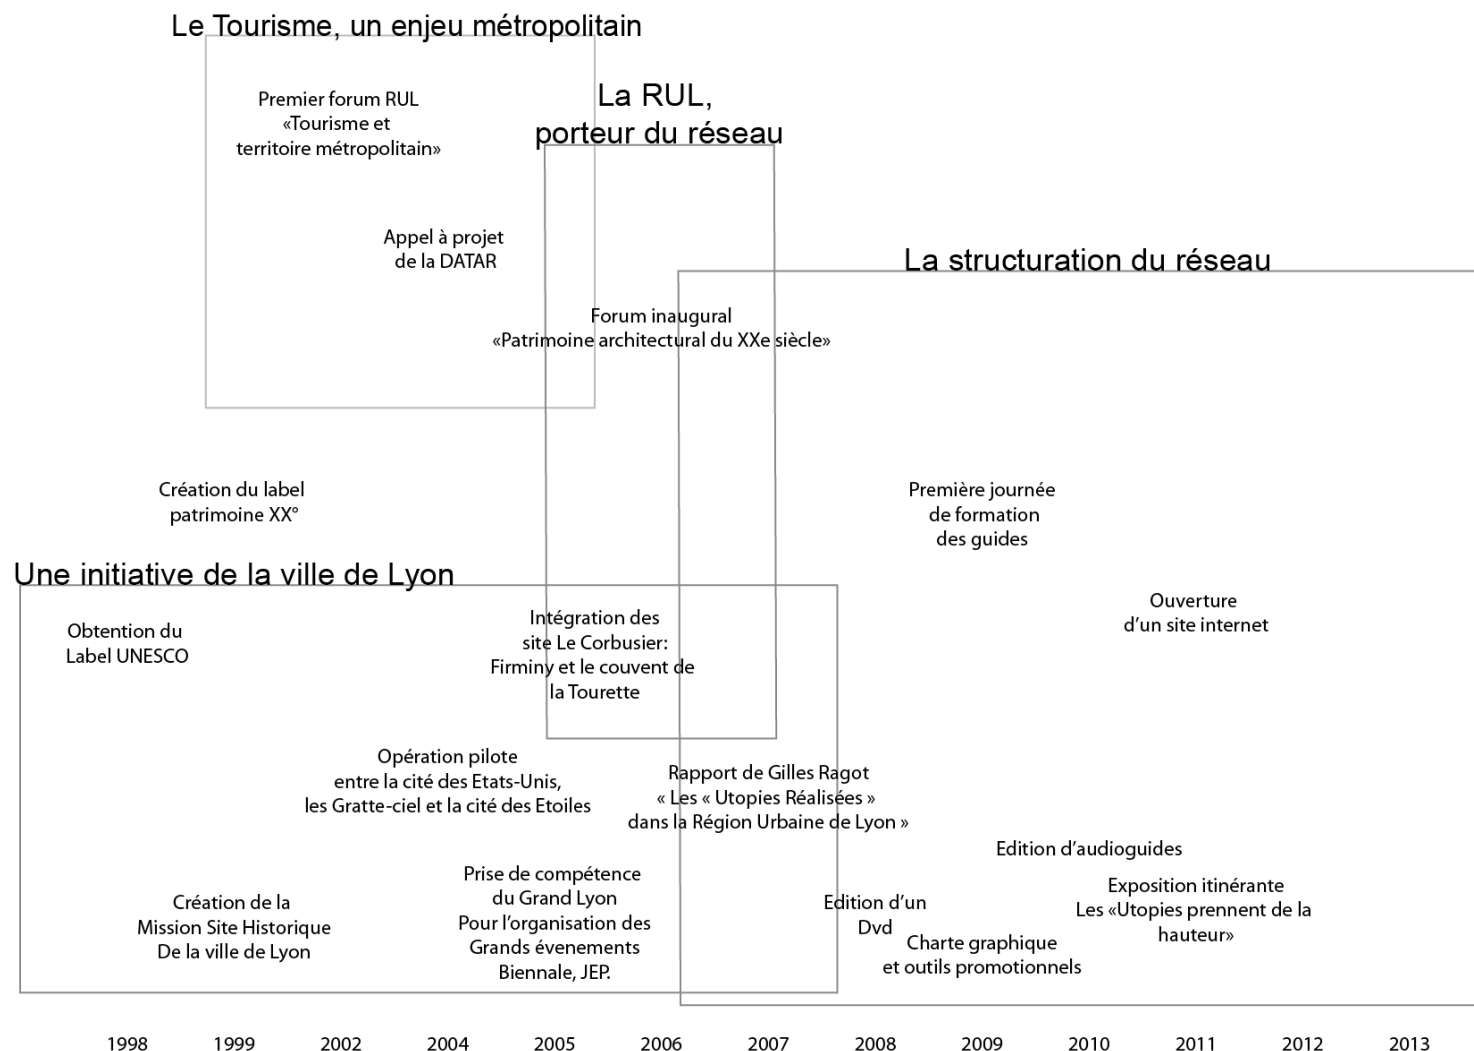 Le Tourisme, un enjeu métropolitain
Premier forum RUL
«Tourisme et
territoire métropolitain»
La RUL,
porteur du réseau
Appel à projet
de la DATAR
La structuration du réseau
Forum inaugural
«Patrimoine architectural du XXe siècle»
Création du label
patrimoine XX°
Première journée
de formation
des guides
Une initiative de la ville de Lyon
Obtention du
Label UNESCO
Intégration des
site Le Corbusier:
Firminy et le couvent de
la Tourette
Ouverture
d'un site internet
Opération pilote
entre la cité des Etats-Unis,
les Gratte-ciel et la cité des Etoiles
Rapport de Gilles Ragot
« Les « Utopies Réalisées »
dans la Région Urbaine de Lyon »
Edition d'audioguides
Création de la
Mission Site Historique
De la ville de Lyon
Prise de compétence
du Grand Lyon
Pour l'organisation des
Grands évenements
Biennale, JEP.
Edition d'un
Dvd
Charte graphique
et outils promotionnels
Exposition itinérante
Les «Utopies prennent de la
hauteur»
1998 1999 2002 2004 2005 2006 2007 2008 2009 2010 2011 2012 2013